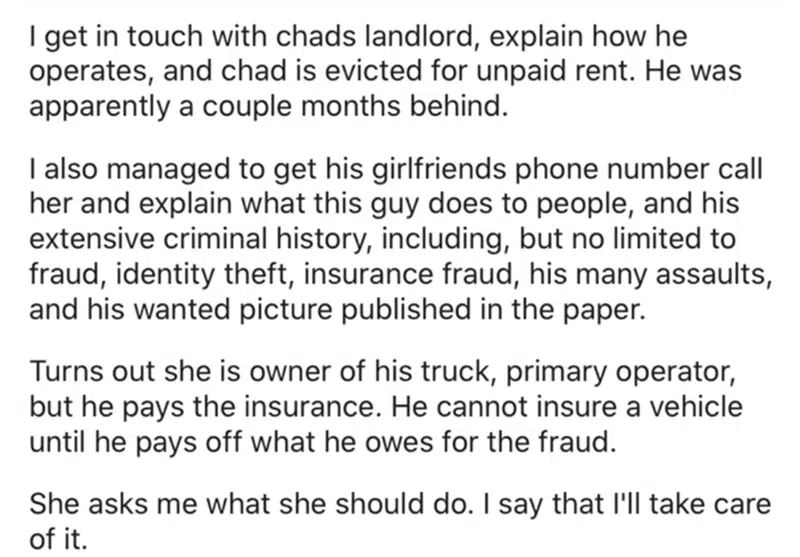 I get in touch with chads landlord, explain how he
operates, and chad is evicted for unpaid rent. He was
apparently a couple months behind.
I also managed to get his girlfriends phone number call
her and explain what this guy does to people, and his
extensive criminal history, including, but no limited to
fraud, identity theft, insurance fraud, his many assaults,
and his wanted picture published in the paper.
Turns out she is owner of his truck, primary operator,
but he pays the insurance. He cannot insure a vehicle
until he pays off what he owes for the fraud.
She asks me what she should do. I say that I'll take care
of it.